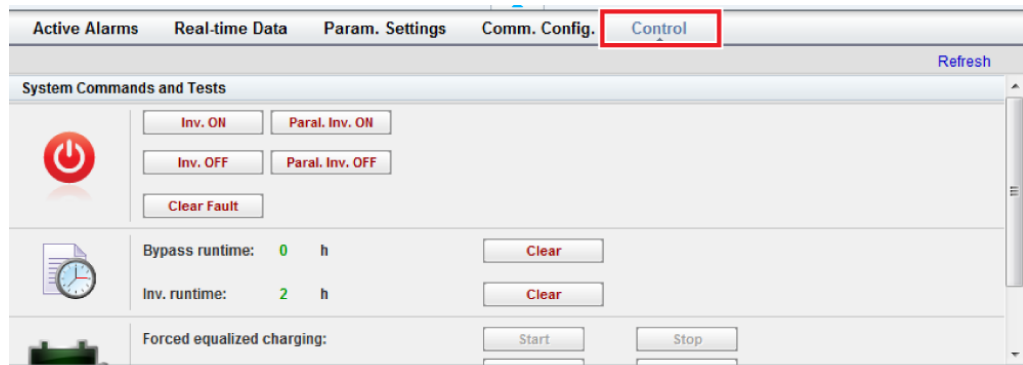 Active Alarms Real-time Data Param. Settings Comm. Config. Control
Refresh
System Commands and Tests
Inv. ON Paral. Inv. ON
Inv. OFF Paral. Inv. OFF
Clear Fault
Bypass runtime: 0 h Clear
Inv. runtime: 2 h Clear
Forced equalized charging: Start Stop